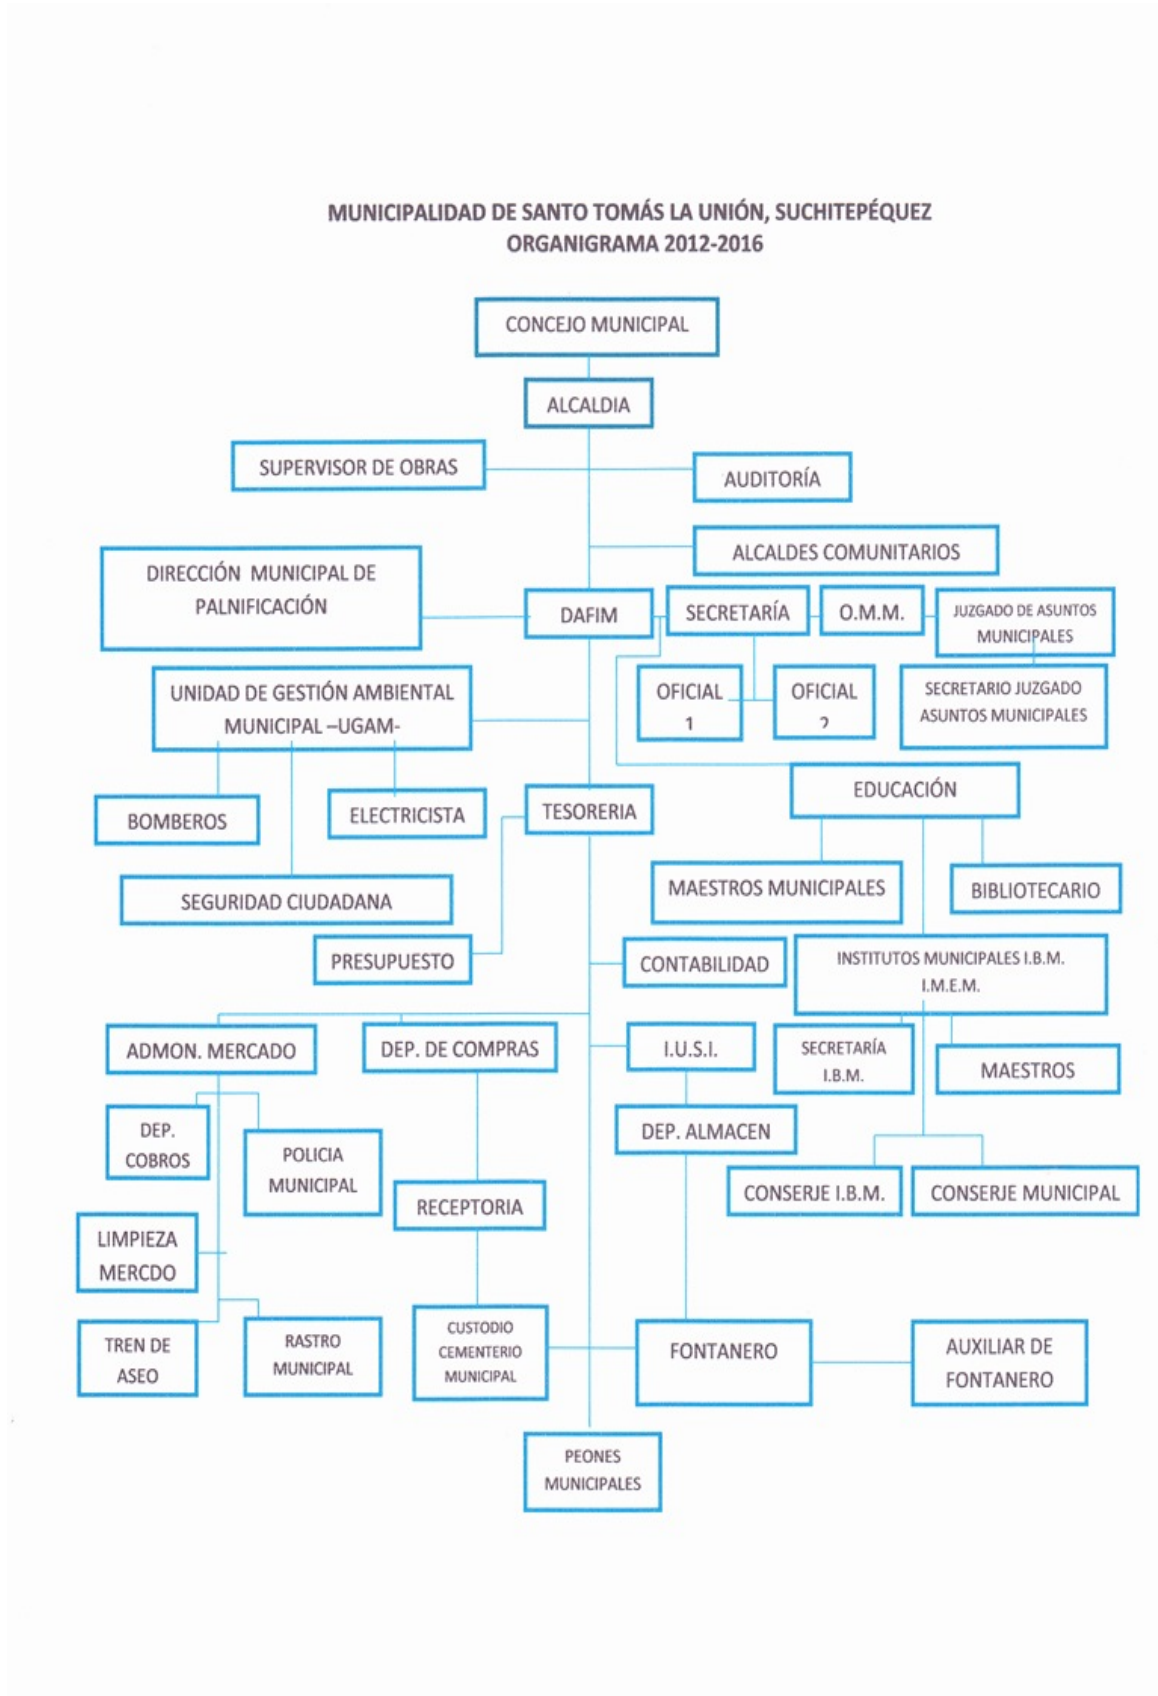 MUNICIPALIDAD DE SANTO TOMÁS LA UNIÓN, SUCHITEPÉQUEZ
ORGANIGRAMA 2012-2016
CONCEJO MUNICIPAL
ALCALDIA
SUPERVISOR DE OBRAS
AUDITORÍA
ALCALDES COMUNITARIOS
DIRECCIÓN MUNICIPAL DE
PALNIFICACIÓN
DAFIM
SECRETARÍA
O.M.M.
JUZGADO DE ASUNTOS
MUNICIPALES
UNIDAD DE GESTIÓN AMBIENTAL
MUNICIPAL –UGAM-
OFICIAL
1
OFICIAL
2
SECRETARIO JUZGADO
ASUNTOS MUNICIPALES
BOMBEROS
ELECTRICISTA
TESORERIA
EDUCACIÓN
SEGURIDAD CIUDADANA
MAESTROS MUNICIPALES
BIBLIOTECARIO
PRESUPUESTO
CONTABILIDAD
INSTITUTOS MUNICIPALES I.B.M.
I.M.E.M.
ADMON. MERCADO
DEP. DE COMPRAS
I.U.S.I.
SECRETARÍA
I.B.M.
MAESTROS
DEP.
COBROS
POLICIA
MUNICIPAL
DEP. ALMACEN
RECEPTORIA
CONSERJE I.B.M.
CONSERJE MUNICIPAL
LIMPIEZA
MERCDO
TREN DE
ASEO
RASTRO
MUNICIPAL
CUSTODIO
CEMENTERIO
MUNICIPAL
FONTANERO
AUXILIAR DE
FONTANERO
PEONES
MUNICIPALES